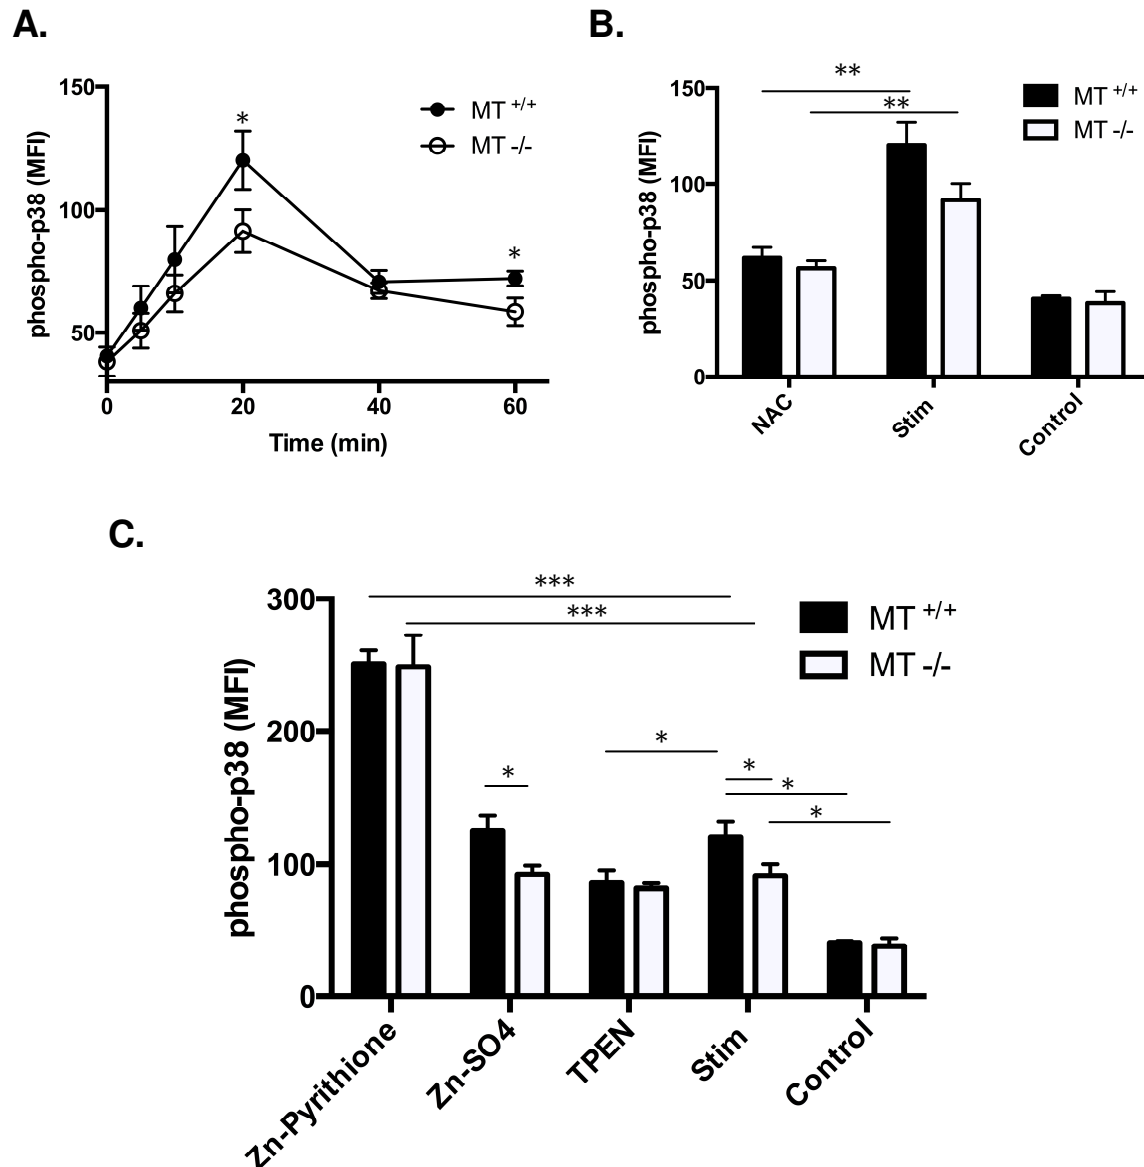 A.
150
100
50
phospho-p38 (MFI)
0
20
40
60
Time (min)
*
*
MT +/+
MT -/-
B.
150
100
50
0
phospho-p38 (MFI)
**
**
MT +/+
MT -/-
NAC
Stim
Control
C.
300
200
100
0
phospho-p38 (MFI)
***
***
*
*
*
*
*
MT +/+
MT -/-
Zn-Pyrithione
Zn-SO4
TPEN
Stim
Control